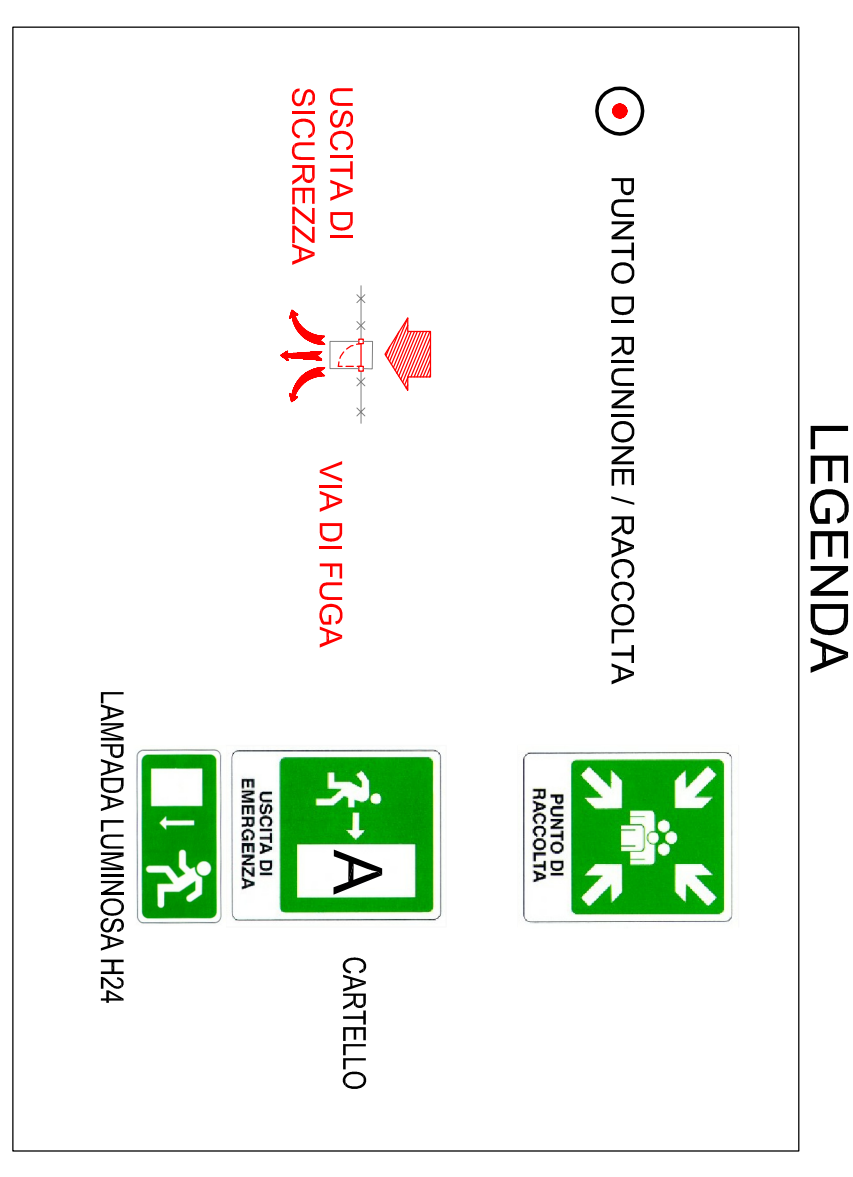 LEGENDA
PUNTO DI RIUNIONE / RACCOLTA
PUNTO DI
RACCOLTA
USCITA DI
SICUREZZA
VIA DI FUGA
A
USCITA DI
EMERGENZA
CARTELLO
LAMPADA LUMINOSA H24